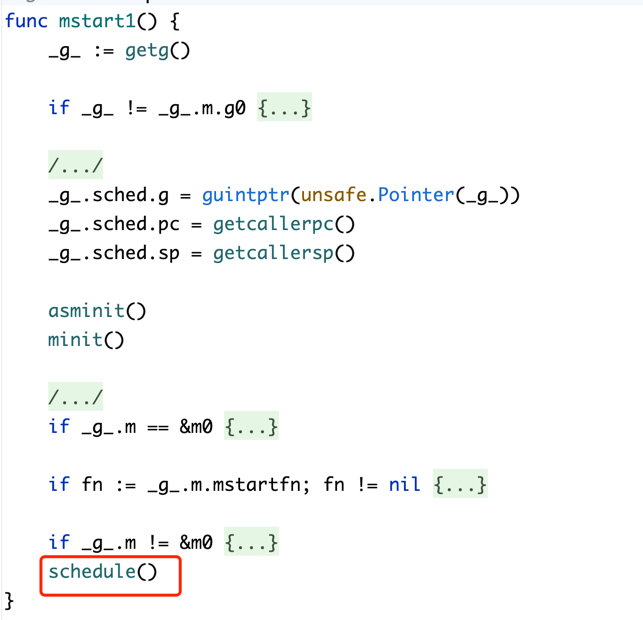 func mstart1() {
    _g_ := getg()

    if _g_ != _g_.m.g0 {...}

    /.../
    _g_.sched.g = guintptr(unsafe.Pointer(_g_))
    _g_.sched.pc = getcallerpc()
    _g_.sched.sp = getcallersp()

    asminit()
    minit()

    /.../
    if _g_.m == &m0 {...}

    if fn := _g_.m.mstartfn; fn != nil {...}

    if _g_.m != &m0 {...}
    schedule()
}